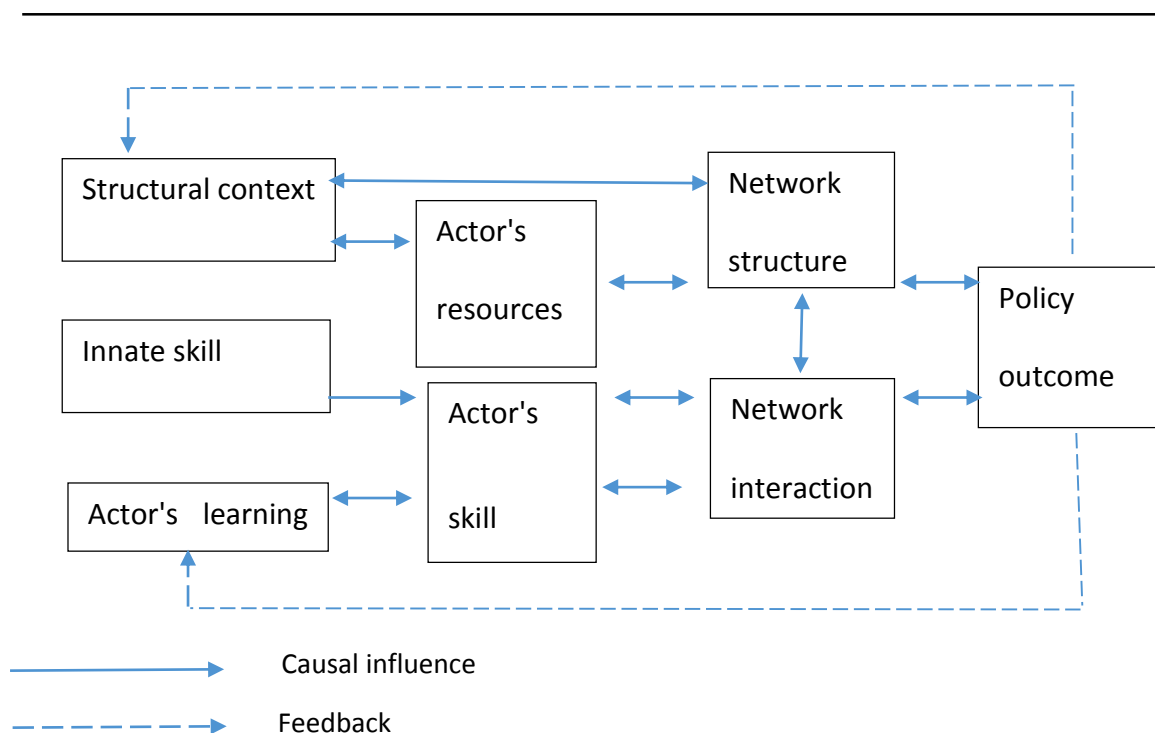 Structural context
Network
structure
Actor's
resources
Policy
outcome
Innate skill
Actor's
skill
Network
interaction
Actor's learning
Causal influence
Feedback